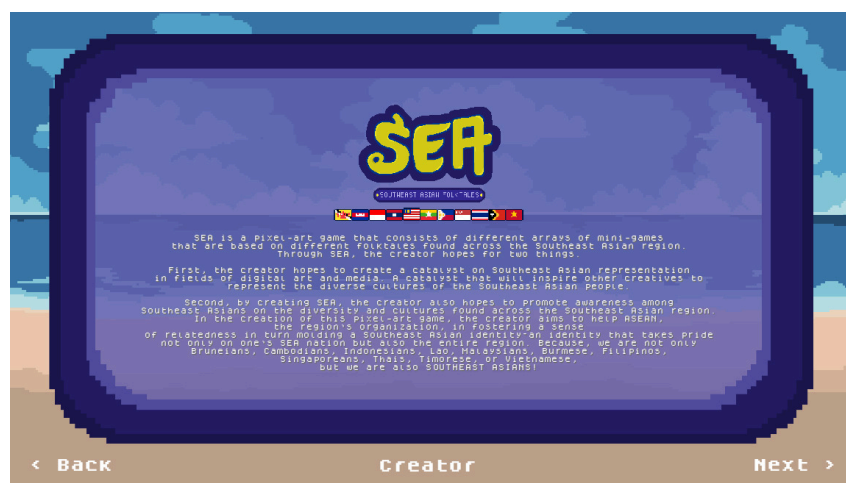 SEA
SOUTHEAST ASIAN FOLKTALES
SEA is a pixel-art game that consists of different arrays of mini-games
that are based on different folktales found across the Southeast Asian region.
Through SEA, the creator hopes for two things.
First, the creator hopes to create a catalyst on Southeast Asian representation
in fields of digital art and media. A catalyst that will inspire other creatives to
represent the diverse cultures of the Southeast Asian people.
Second, by creating SEA, the creator also hopes to promote awareness among
Southeast Asians on the diversity and cultures found across the Southeast Asian region.
In the creation of this pixel-art game, the creator aims to help ASEAN,
the region's organization, in fostering a sense
of relatedness in turn molding a Southeast Asian identity-an identity that takes pride
not only on one's SEA nation but also the entire region. Because, we are not only
Bruneians, Cambodians, Indonesians, Lao, Malaysians, Burmese, Filipinos,
Singaporeans, Thais, Timorese, or Vietnamese,
but we are also SOUTHEAST ASIANS!
< Back
Creator
Next >